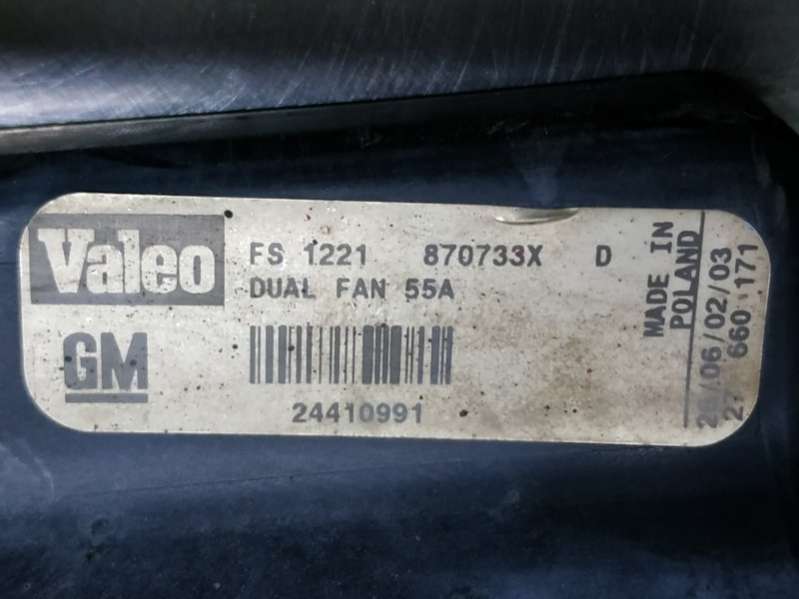 Valeo
FS 1221 870733X D
DUAL FAN 55A
GM
24410991
MADE IN
POLAND
/06/02/03
660 171